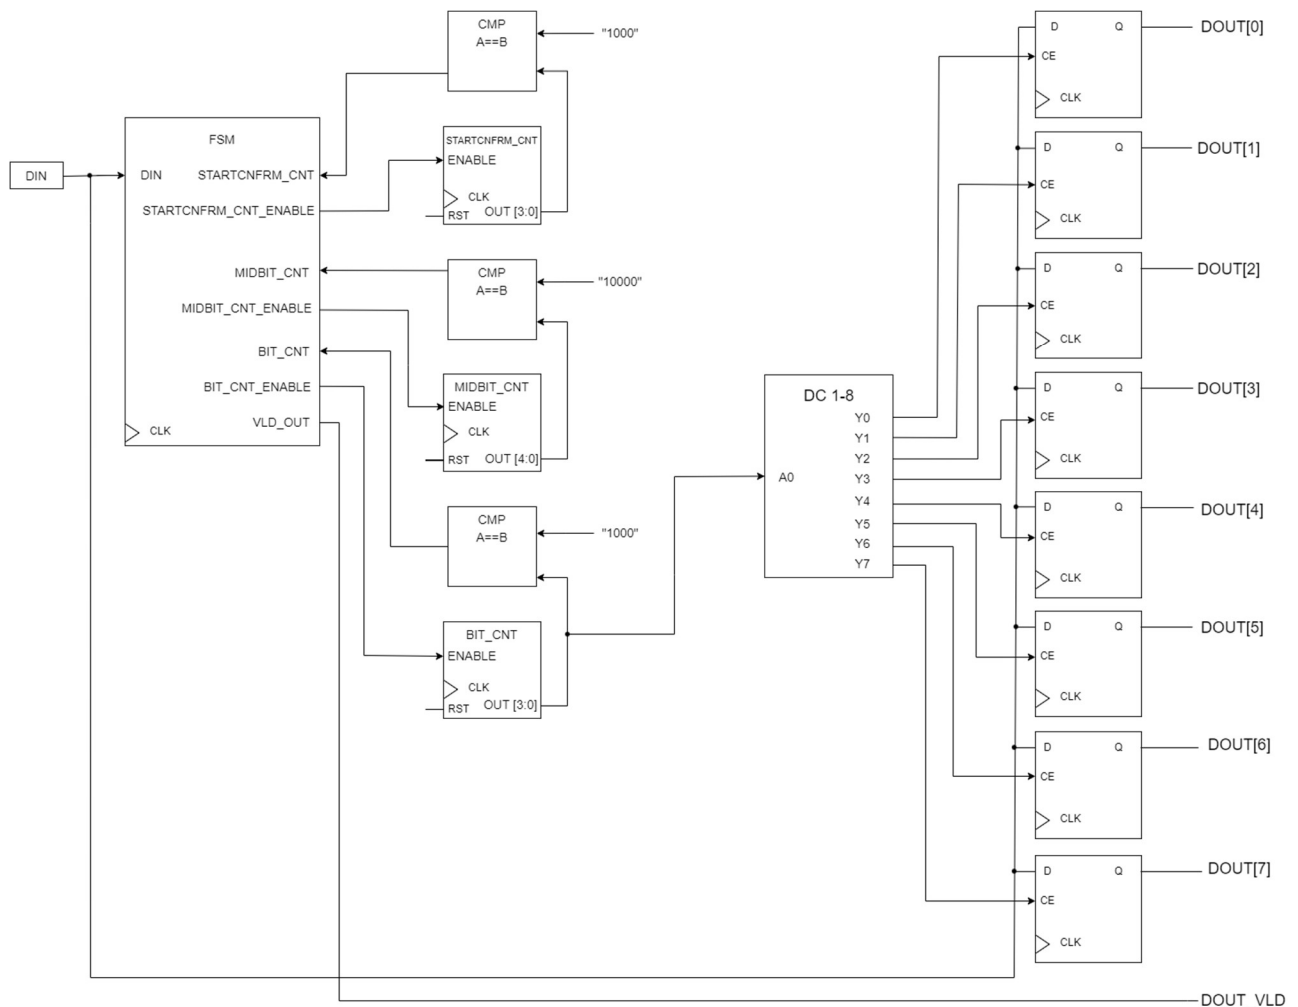 DIN
FSM
DIN
STARTCNFRM_CNT
STARTCNFRM_CNT_ENABLE
MIDBIT_CNT
MIDBIT_CNT_ENABLE
BIT_CNT
BIT_CNT_ENABLE
VLD_OUT
CLK
CMP
A==B
"1000"
STARTCNFRM_CNT
ENABLE
CLK
RST
OUT [3:0]
CMP
A==B
"10000"
MIDBIT_CNT
ENABLE
CLK
RST
OUT [4:0]
CMP
A==B
"1000"
BIT_CNT
ENABLE
CLK
RST
OUT [3:0]
DC 1-8
A0
Y0
Y1
Y2
Y3
Y4
Y5
Y6
Y7
D Q
CE
CLK
DOUT[0]
D Q
CE
CLK
DOUT[1]
D Q
CE
CLK
DOUT[2]
D Q
CE
CLK
DOUT[3]
D Q
CE
CLK
DOUT[4]
D Q
CE
CLK
DOUT[5]
D Q
CE
CLK
DOUT[6]
D Q
CE
CLK
DOUT[7]
DOUT_VLD